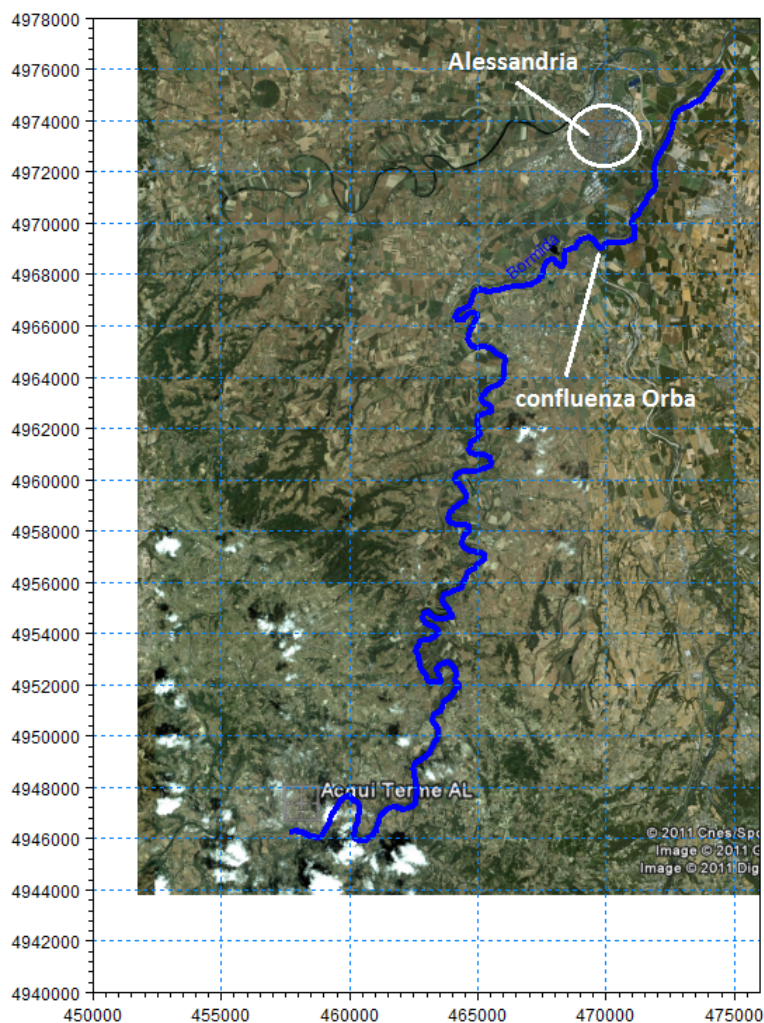 4978000
4976000
Alessandria
4974000
4972000
4970000
Bormida
4968000
4966000
4964000
confluenza Orba
4962000
4960000
4958000
4956000
4954000
4952000
4950000
4948000
Acqui Terme AL
4946000
© 2011 Cnes/Spo
Image © 2011 G
Image © 2011 Dig
4944000
4942000
4940000
450000 455000 460000 465000 470000 475000